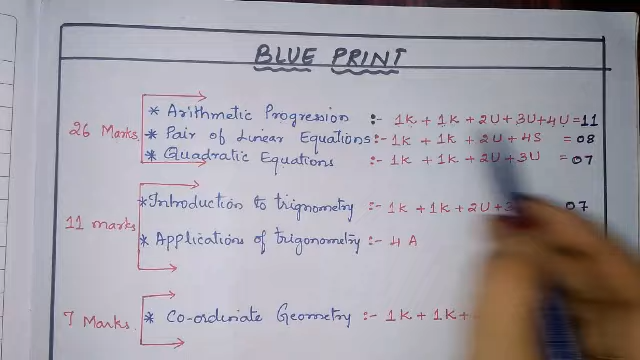 BLUE PRINT
* Arithmetic Progression :- 1K + 1K + 2U + 3U + 4U = 11
26 Marks * Pair of Linear Equations :- 1K + 1K + 2U + 4S = 08
* Quadratic Equations :- 1K + 1K + 2U + 3U = 07
* Introduction to trignometry :- 1K + 1K + 2U + 07
11 marks
* Applications of trigonometry :- 4 A
7 Marks * Co-ordinate Geometry :- 1K + 1K +